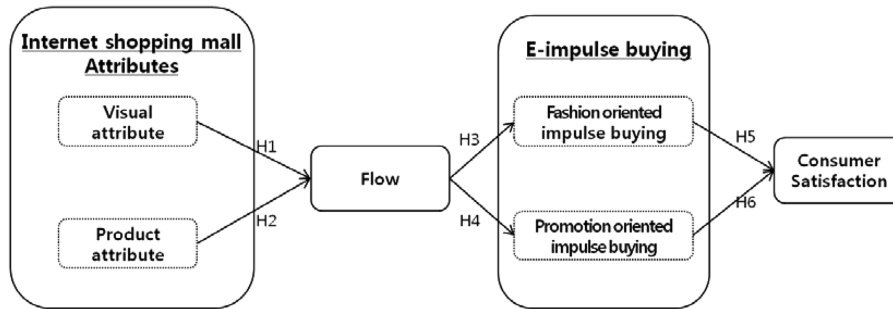 Internet shopping mall
Attributes
Visual
attribute
Product
attribute
H1
H2
Flow
H3
H4
E-impulse buying
Fashion oriented
impulse buying
Promotion oriented
impulse buying
H5
H6
Consumer
Satisfaction